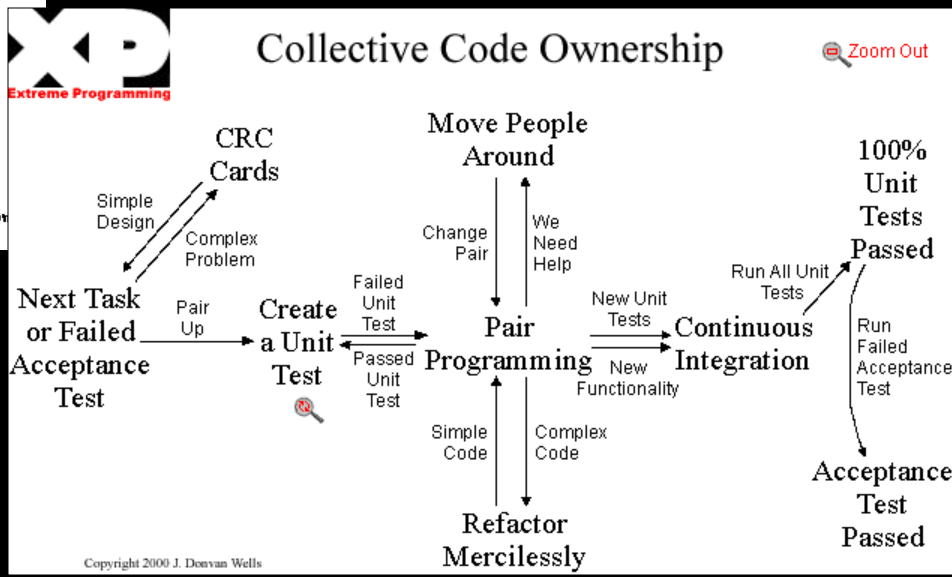 XP
Extreme Programming
Collective Code Ownership
Zoom Out
CRC
Cards
Simple
Design
Complex
Problem
Next Task
or Failed
Acceptance
Test
Pair
Up
Create
a Unit
Test
Failed
Unit
Test
Passed
Unit
Test
Move People
Around
Change
Pair
We
Need
Help
Pair
Programming
Simple
Code
Complex
Code
Refactor
Mercilessly
New Unit
Tests
New
Functionality
Continuous
Integration
Run All Unit
Tests
100%
Unit
Tests
Passed
Run
Failed
Acceptance
Test
Acceptance
Test
Passed
Copyright 2000 J. Donvan Wells